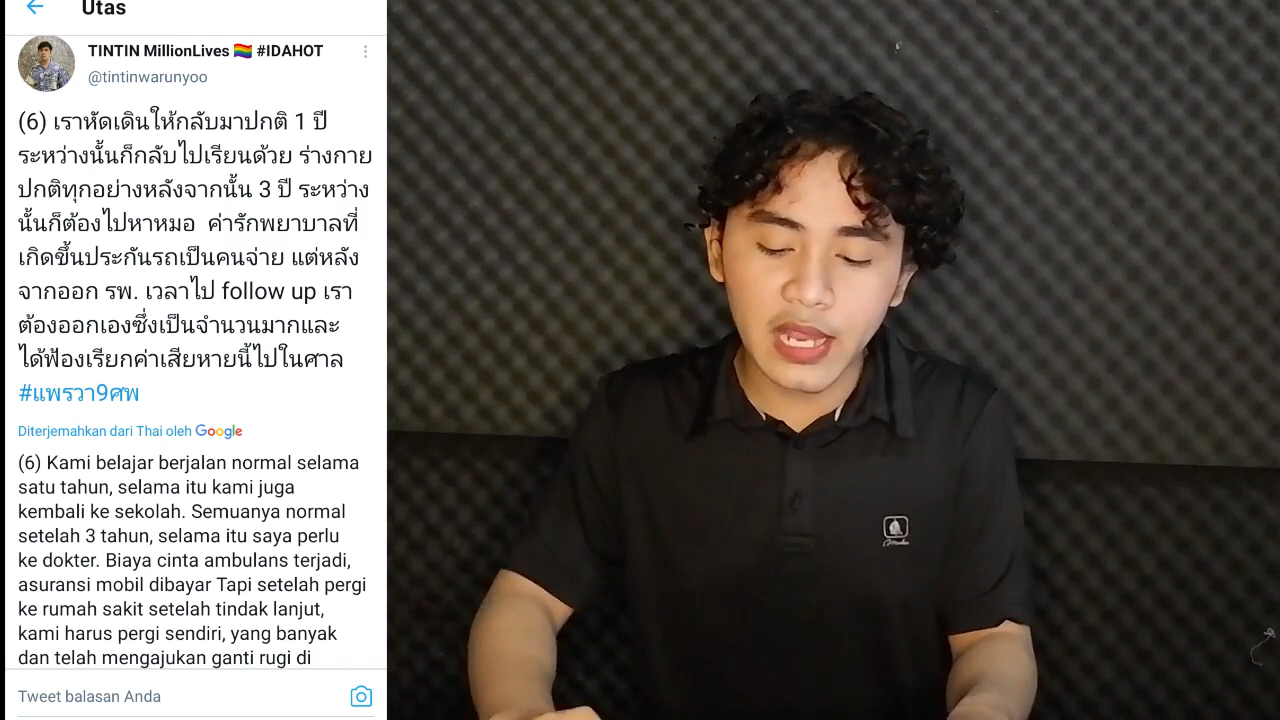 Utas
TINTIN MillionLives 🏳️‍🌈 #IDAHOT
@tintinwarunyoo
(6) เราหัดเดินให้กลับมาปกติ 1 ปี
ระหว่างนั้นก็กลับไปเรียนด้วย ร่างกาย
ปกติทุกอย่างหลังจากนั้น 3 ปี ระหว่าง
นั้นก็ต้องไปหาหมอ ค่ารักพยาบาลที่
เกิดขึ้นประกันรถเป็นคนจ่าย แต่หลัง
จากออก รพ. เวลาไป follow up เรา
ต้องออกเองซึ่งเป็นจำนวนมากและ
ได้ฟ้องเรียกค่าเสียหายนี้ไปในศาล
#แพรวา9ศพ
Diterjemahkan dari Thai oleh Google
(6) Kami belajar berjalan normal selama
satu tahun, selama itu kami juga
kembali ke sekolah. Semuanya normal
setelah 3 tahun, selama itu saya perlu
ke dokter. Biaya cinta ambulans terjadi,
asuransi mobil dibayar Tapi setelah pergi
ke rumah sakit setelah tindak lanjut,
kami harus pergi sendiri, yang banyak
dan telah mengajukan ganti rugi di
Tweet balasan Anda